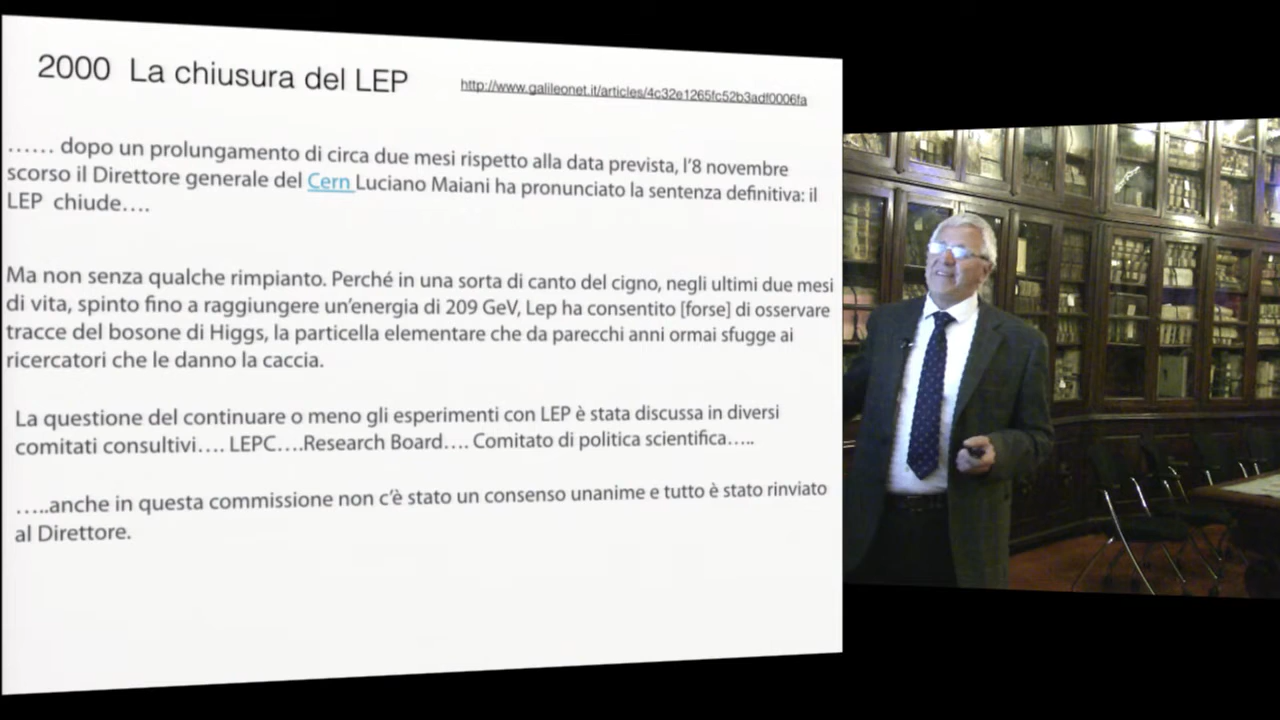 2000 La chiusura del LEP
http://www.galileonet.it/articles/4c32e1265fc52b3adf0006fa
…… dopo un prolungamento di circa due mesi rispetto alla data prevista, l'8 novembre
scorso il Direttore generale del Cern Luciano Maiani ha pronunciato la sentenza definitiva: il
LEP chiude….
Ma non senza qualche rimpianto. Perché in una sorta di canto del cigno, negli ultimi due mesi
di vita, spinto fino a raggiungere un'energia di 209 GeV, Lep ha consentito [forse] di osservare
tracce del bosone di Higgs, la particella elementare che da parecchi anni ormai sfugge ai
ricercatori che le danno la caccia.
La questione del continuare o meno gli esperimenti con LEP è stata discussa in diversi
comitati consultivi…. LEPC….Research Board…. Comitato di politica scientifica…..
…..anche in questa commissione non c'è stato un consenso unanime e tutto è stato rinviato
al Direttore.